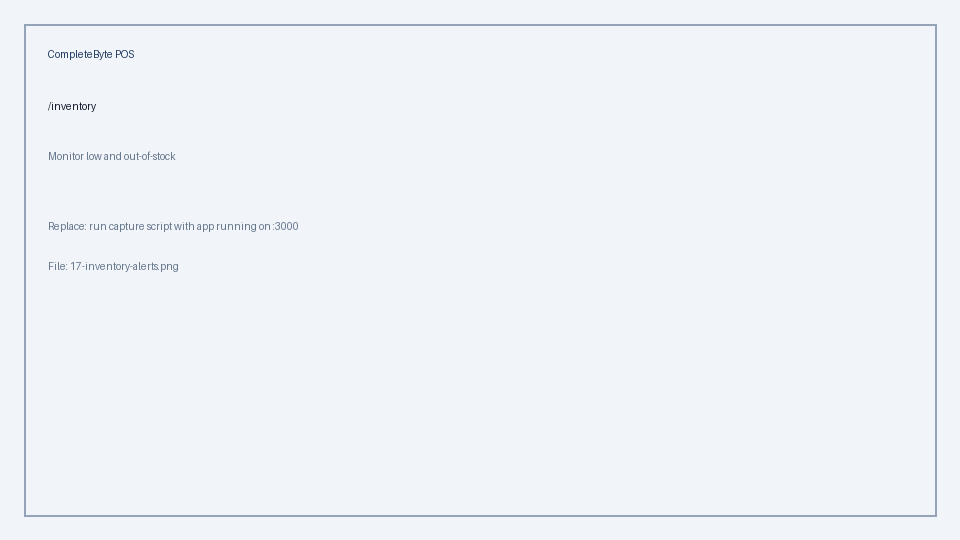 CompleteByte POS
/inventory
Monitor low and out-of-stock
Replace: run capture script with app running on :3000
File: 17-inventory-alerts.png